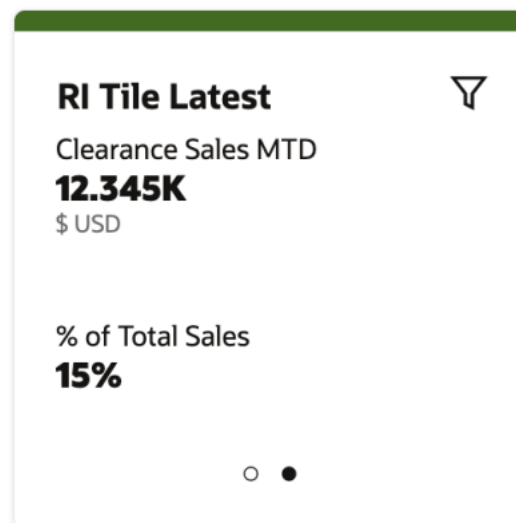 RI Tile Latest
Clearance Sales MTD
12.345K
$ USD
% of Total Sales
15%